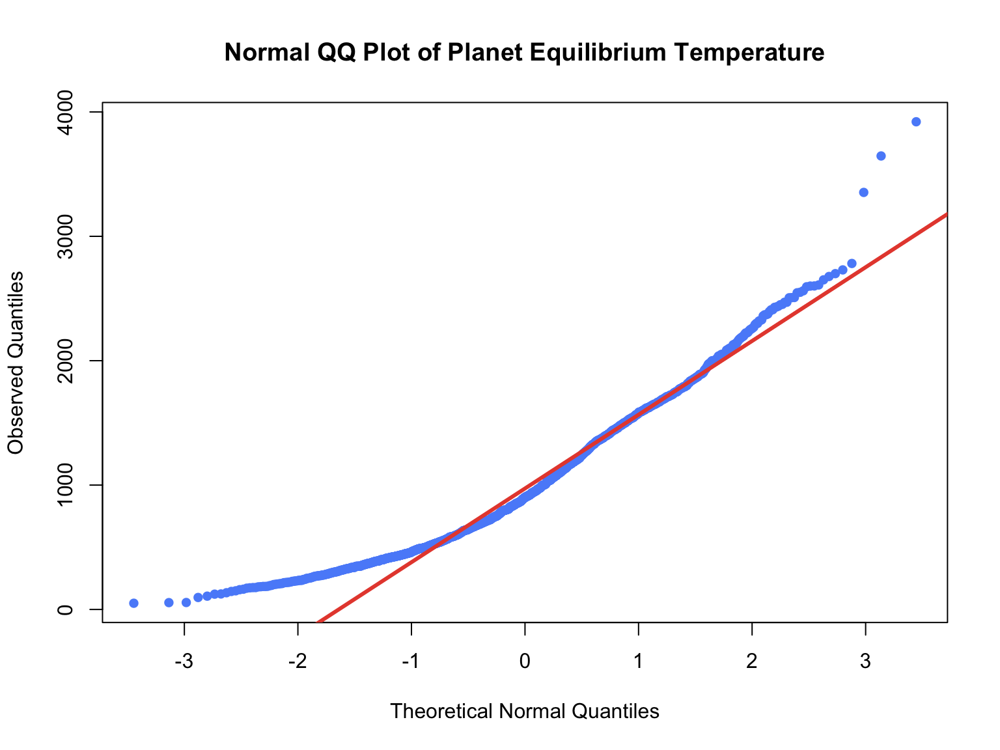 Normal QQ Plot of Planet Equilibrium Temperature
4000
3000
2000
1000
0
Observed Quantiles
-3 -2 -1 0 1 2 3
Theoretical Normal Quantiles